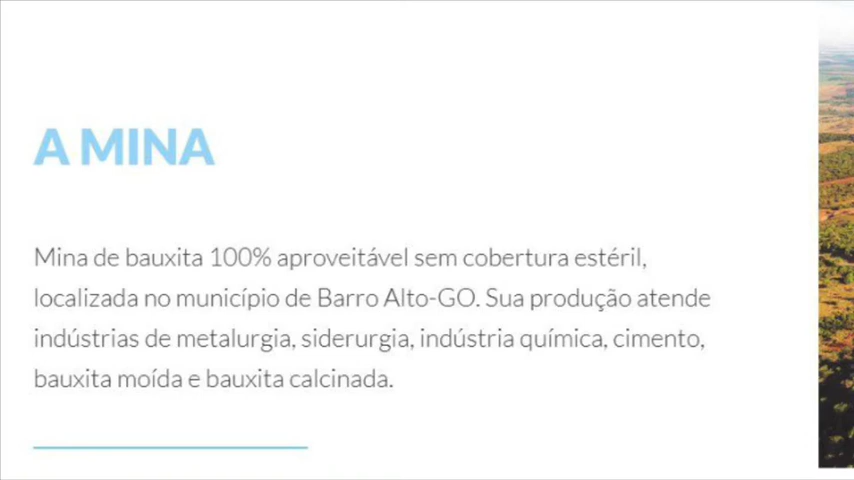 A MINA
Mina de bauxita 100% aproveitável sem cobertura estéril,
localizada no município de Barro Alto-GO. Sua produção atende
indústrias de metalurgia, siderurgia, indústria química, cimento,
bauxita moída e bauxita calcinada.